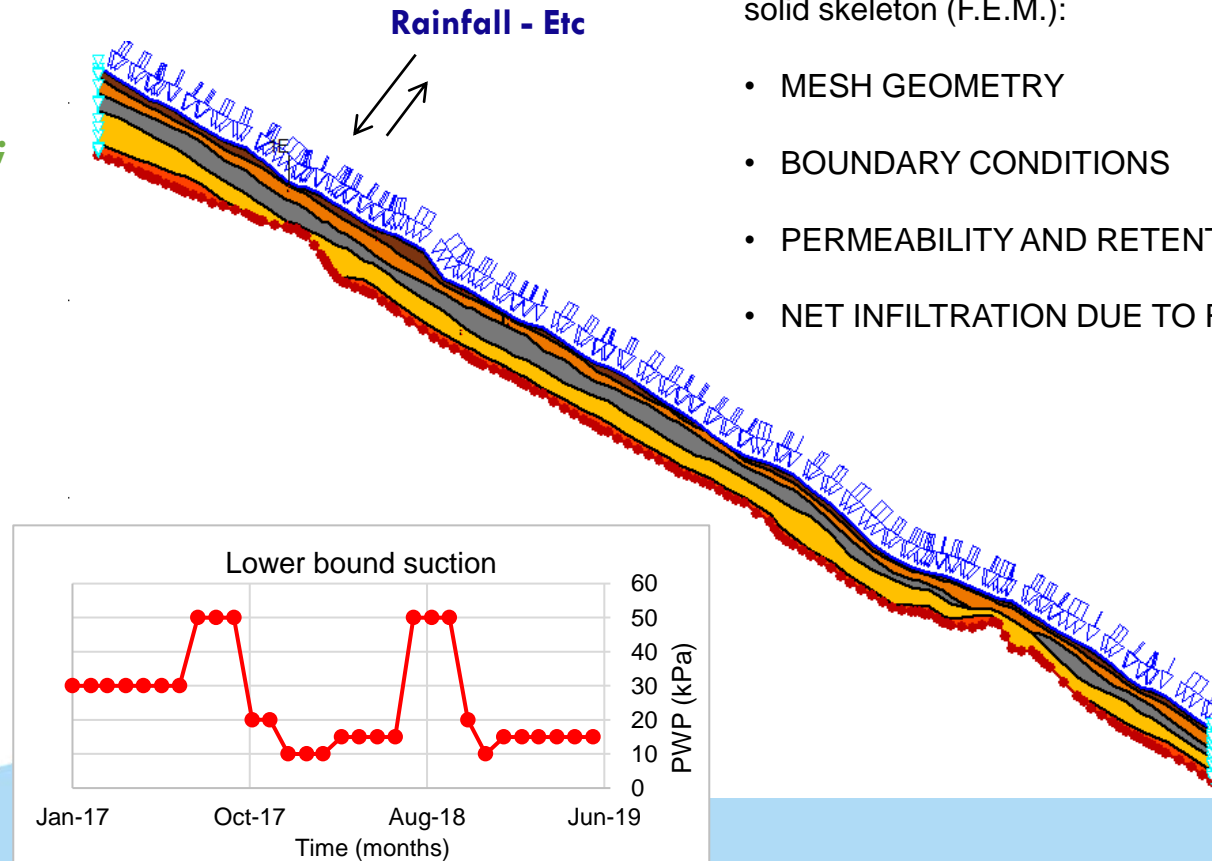 Rainfall - Etc
solid skeleton (F.E.M.):
• MESH GEOMETRY
• BOUNDARY CONDITIONS
• PERMEABILITY AND RETENT
• NET INFILTRATION DUE TO
Lower bound suction
60
50
40
30
20
10
0
PWP (kPa)
Jan-17
Oct-17
Aug-18
Jun-19
Time (months)